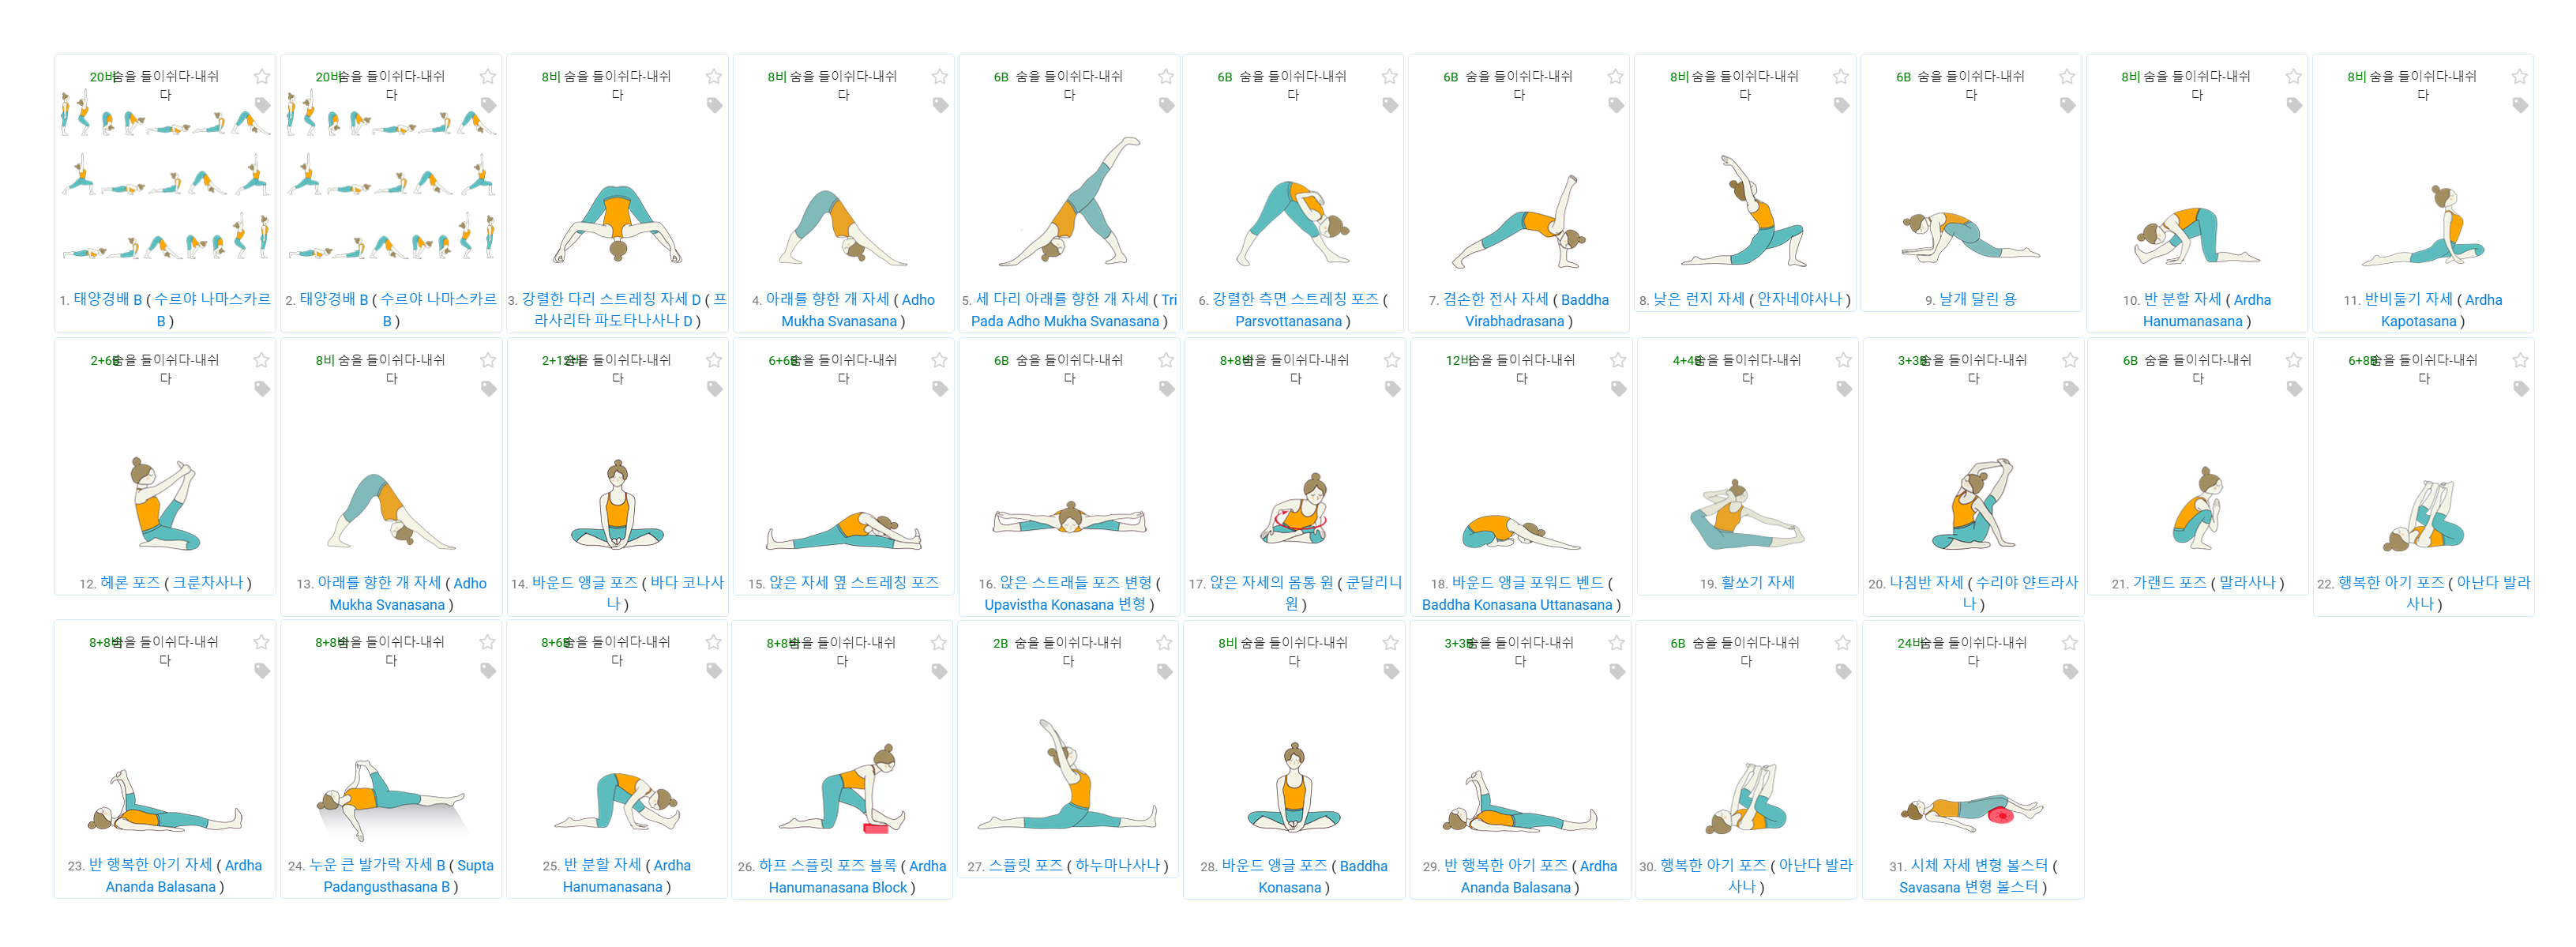 20비 숨을 들이쉬다-내쉬
다
1. 태양경배 B ( 수르야 나마스카르
B )
20비 숨을 들이쉬다-내쉬
다
2. 태양경배 B ( 수르야 나마스카르
B )
8비 숨을 들이쉬다-내쉬
다
3. 강렬한 다리 스트레칭 자세 D ( 프
라사리타 파도타나사나 D )
8비 숨을 들이쉬다-내쉬
다
4. 아래를 향한 개 자세 ( Adho
Mukha Svanasana )
6B 숨을 들이쉬다-내쉬
다
5. 세 다리 아래를 향한 개 자세 ( Tri
Pada Adho Mukha Svanasana )
6B 숨을 들이쉬다-내쉬
다
6. 강렬한 측면 스트레칭 포즈 (
Parsvottanasana )
6B 숨을 들이쉬다-내쉬
다
7. 겸손한 전사 자세 ( Baddha
Virabhadrasana )
8비 숨을 들이쉬다-내쉬
다
8. 낮은 런지 자세 ( 안자네야사나 )
6B 숨을 들이쉬다-내쉬
다
9. 날개 달린 용
8비 숨을 들이쉬다-내쉬
다
10. 반 분할 자세 ( Ardha
Hanumanasana )
8비 숨을 들이쉬다-내쉬
다
11. 반비둘기 자세 ( Ardha
Kapotasana )
2+6B 숨을 들이쉬다-내쉬
다
12. 헤론 포즈 ( 크룬차사나 )
8비 숨을 들이쉬다-내쉬
다
13. 아래를 향한 개 자세 ( Adho
Mukha Svanasana )
2+12비 숨을 들이쉬다-내쉬
다
14. 바운드 앵글 포즈 ( 바다 코나사
나 )
6+6B 숨을 들이쉬다-내쉬
다
15. 앉은 자세 옆 스트레칭 포즈
6B 숨을 들이쉬다-내쉬
다
16. 앉은 스트래들 포즈 변형 (
Upavistha Konasana 변형 )
8+8비 숨을 들이쉬다-내쉬
다
17. 앉은 자세의 몸통 원 ( 쿤달리니
원 )
12비 숨을 들이쉬다-내쉬
다
18. 바운드 앵글 포워드 벤드 (
Baddha Konasana Uttanasana )
4+4B 숨을 들이쉬다-내쉬
다
19. 활쏘기 자세
3+3B 숨을 들이쉬다-내쉬
다
20. 나침반 자세 ( 수리야 얀트라사
나 )
6B 숨을 들이쉬다-내쉬
다
21. 가랜드 포즈 ( 말라사나 )
6+8B 숨을 들이쉬다-내쉬
다
22. 행복한 아기 포즈 ( 아난다 발라
사나 )
8+8비 숨을 들이쉬다-내쉬
다
23. 반 행복한 아기 자세 ( Ardha
Ananda Balasana )
8+8비 숨을 들이쉬다-내쉬
다
24. 누운 큰 발가락 자세 B ( Supta
Padangusthasana B )
8+6B 숨을 들이쉬다-내쉬
다
25. 반 분할 자세 ( Ardha
Hanumanasana )
8+8비 숨을 들이쉬다-내쉬
다
26. 하프 스플릿 포즈 블록 ( Ardha
Hanumanasana Block )
2B 숨을 들이쉬다-내쉬
다
27. 스플릿 포즈 ( 하누마나사나 )
8비 숨을 들이쉬다-내쉬
다
28. 바운드 앵글 포즈 ( Baddha
Konasana )
3+3B 숨을 들이쉬다-내쉬
다
29. 반 행복한 아기 포즈 ( Ardha
Ananda Balasana )
6B 숨을 들이쉬다-내쉬
다
30. 행복한 아기 포즈 ( 아난다 발라
사나 )
24비 숨을 들이쉬다-내쉬
다
31. 시체 자세 변형 볼스터 (
Savasana 변형 볼스터 )